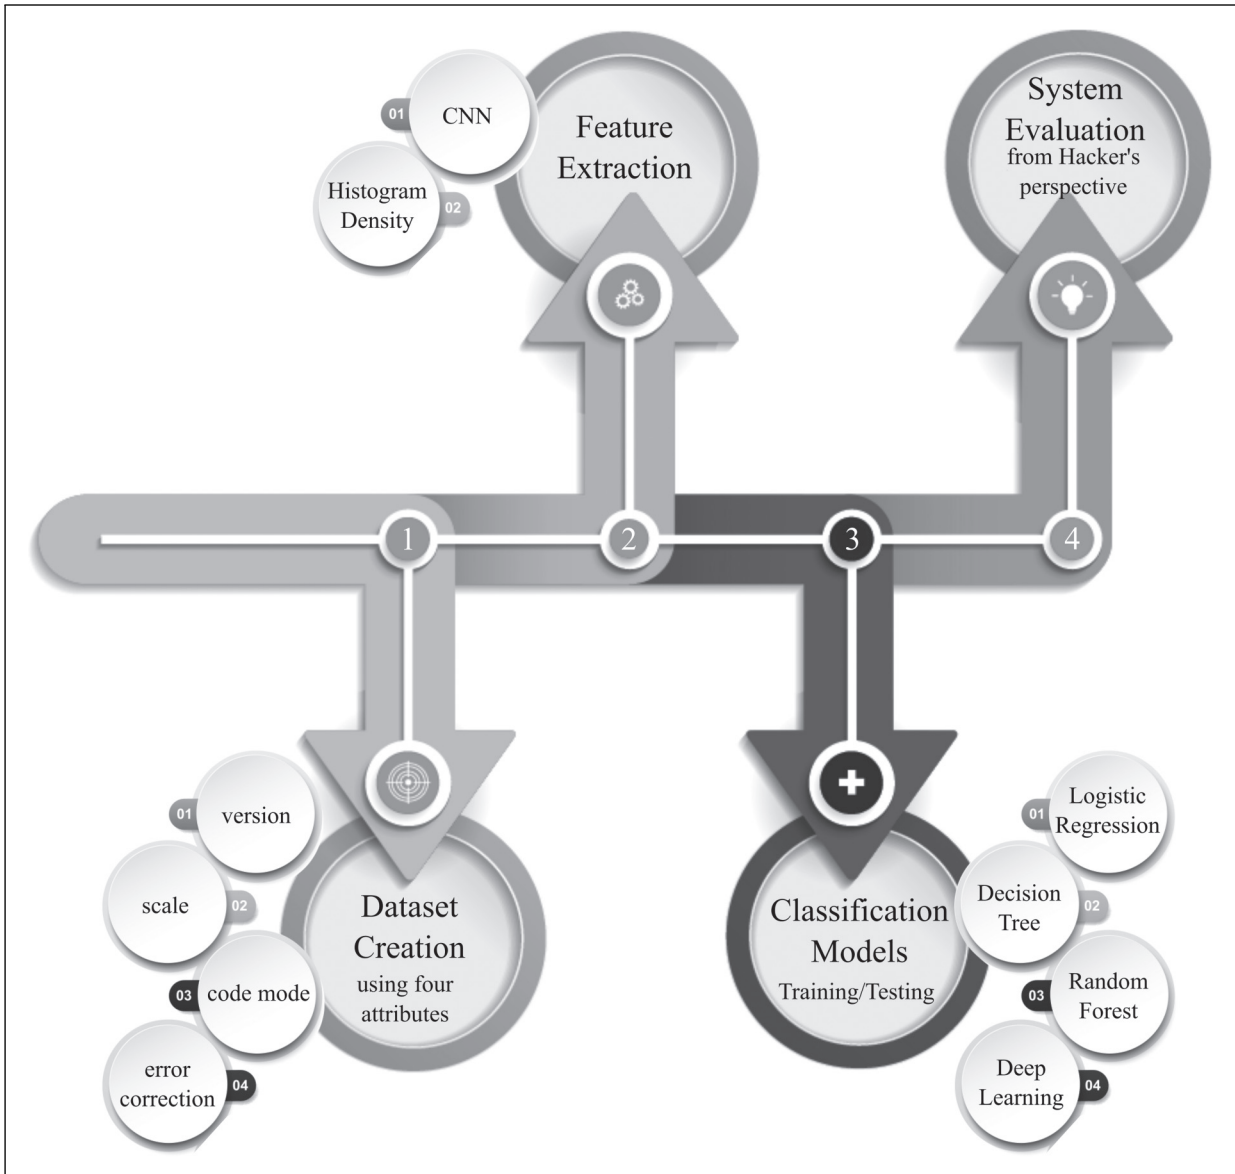 01
CNN
Histogram
Density
02
Feature
Extraction
System
Evaluation
from Hacker's
perspective
1
2
3
4
01
version
scale
02
03
code mode
error
correction
04
Dataset
Creation
using four
attributes
Classification
Models
Training/Testing
01
Logistic
Regression
Decision
Tree
02
03
Random
Forest
Deep
Learning
04